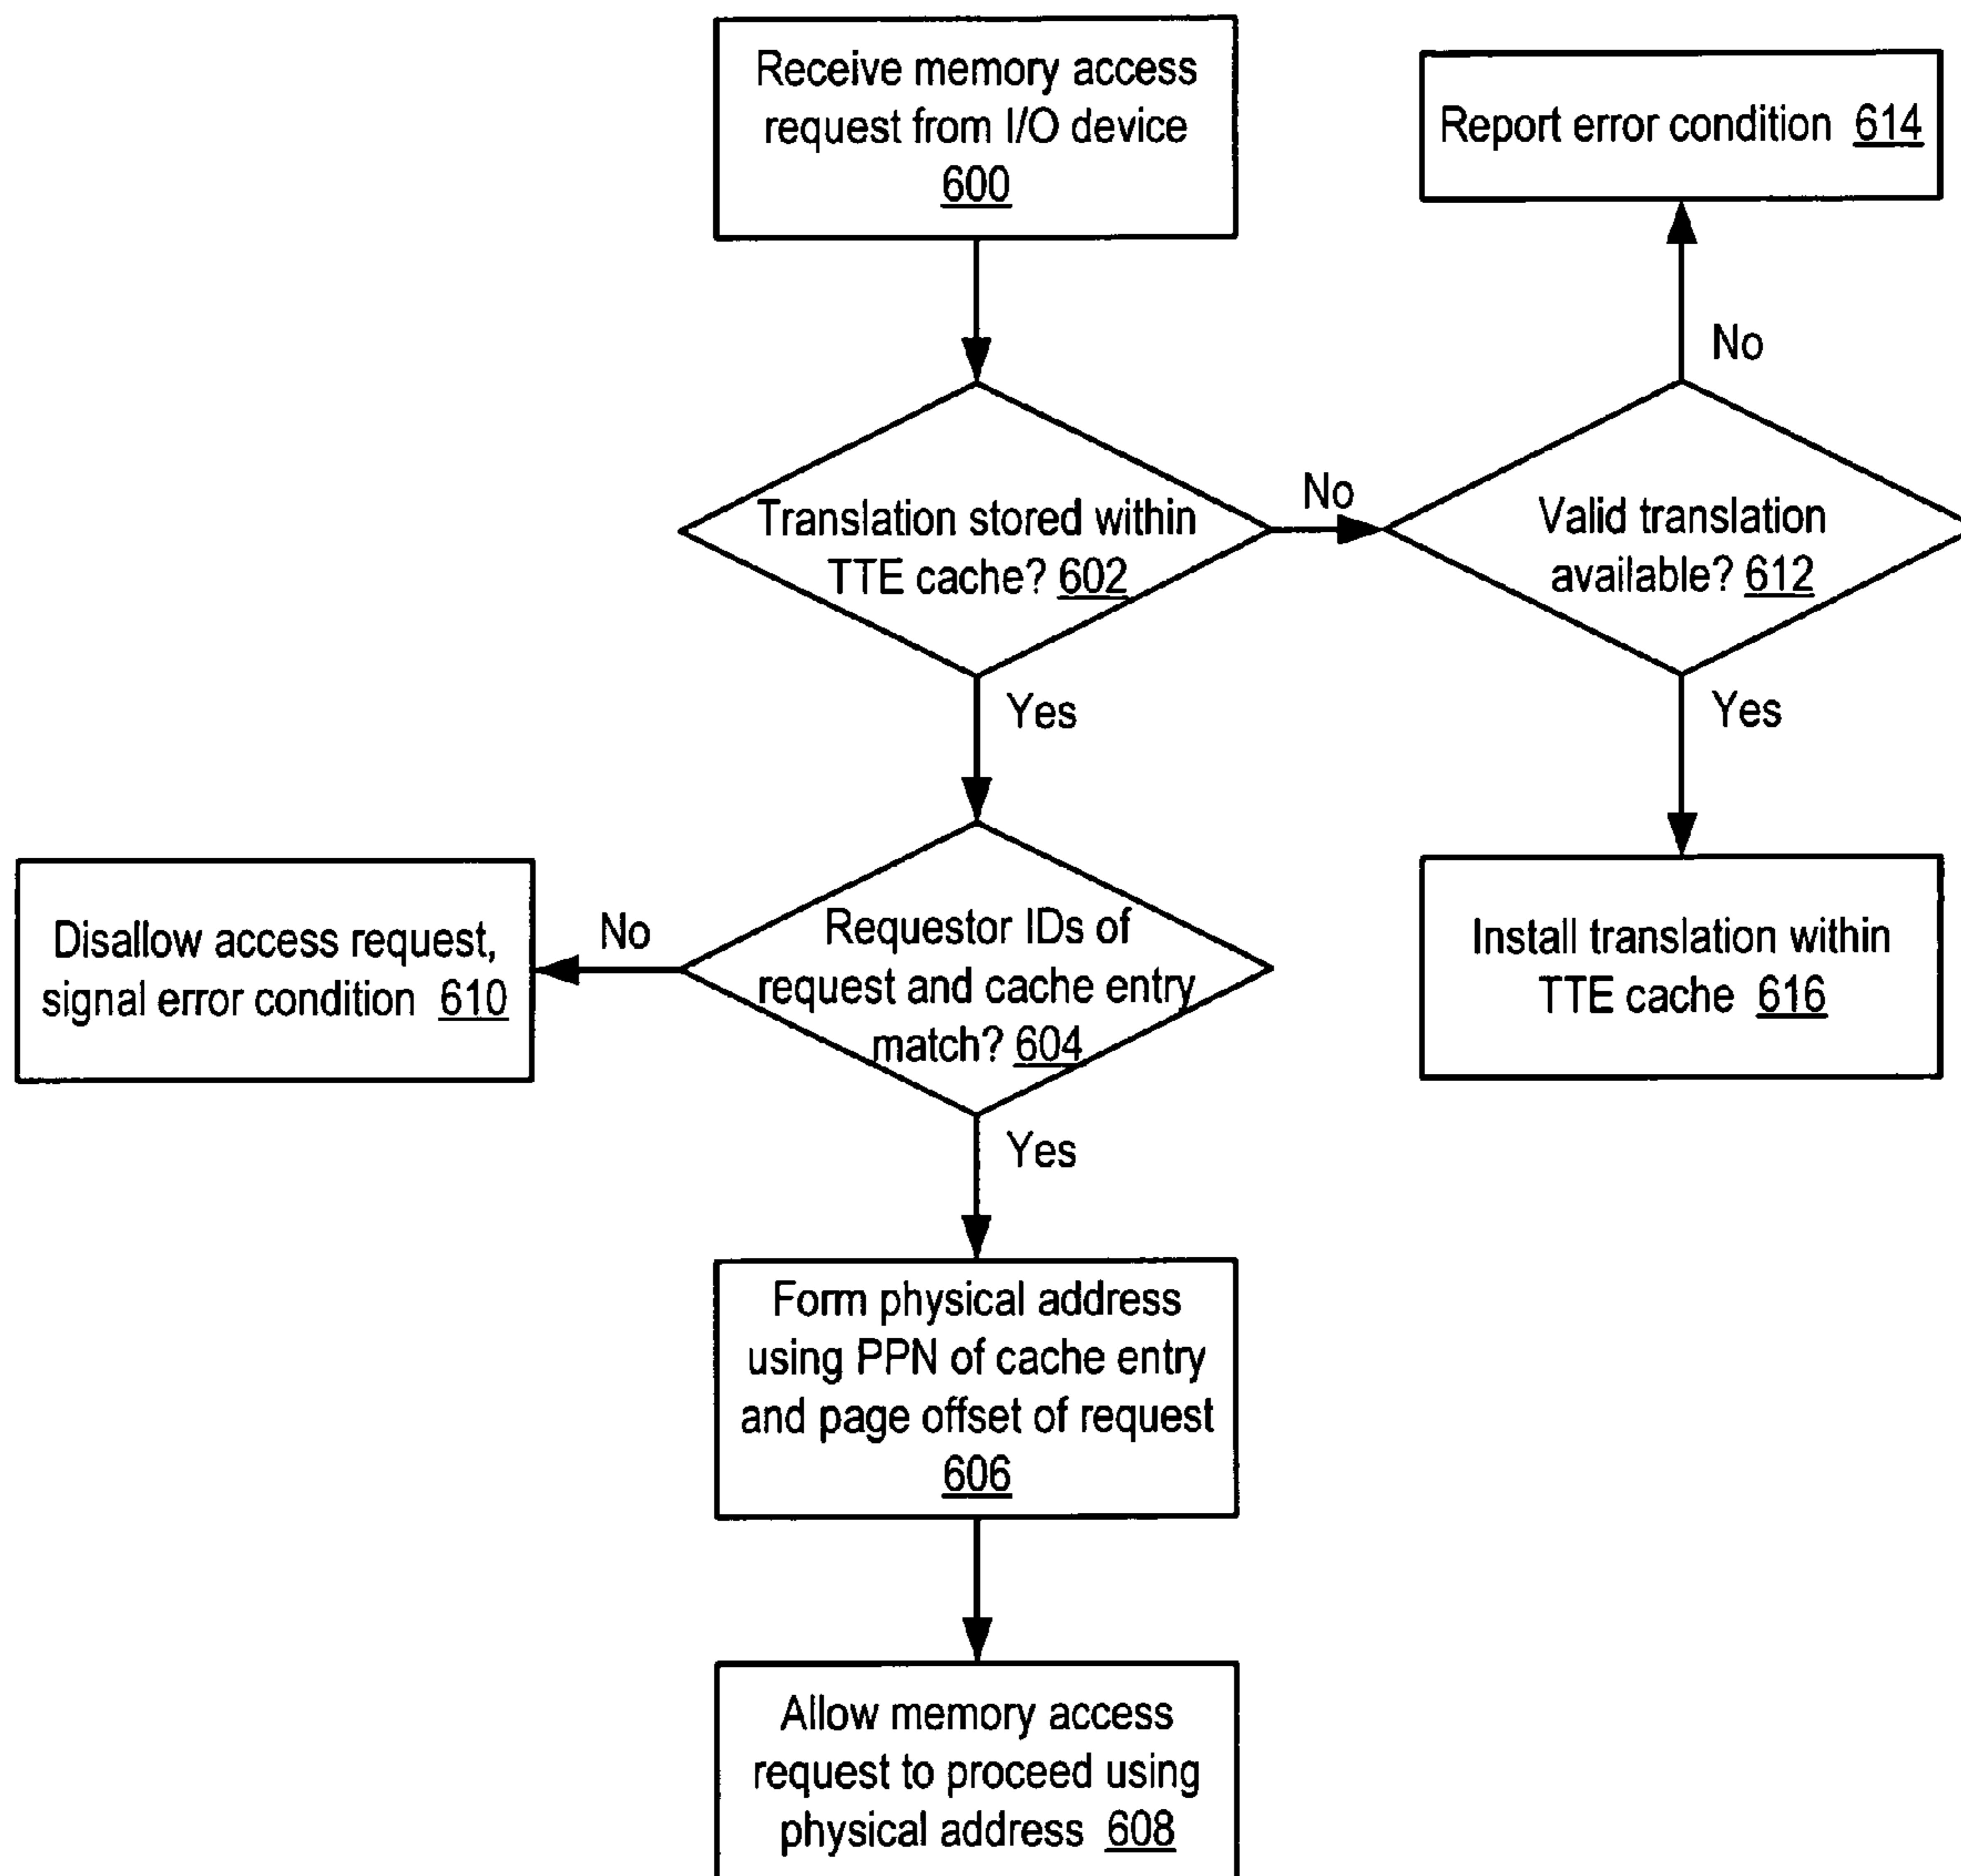 Receive memory access
request from I/O device
600
Report error condition 614
No
Translation stored within
TTE cache? 602
No
Valid translation
available? 612
Yes
Yes
Disallow access request,
signal error condition 610
No
Requestor IDs of
request and cache entry
match? 604
Install translation within
TTE cache 616
Yes
Form physical address
using PPN of cache entry
and page offset of request
606
Allow memory access
request to proceed using
physical address 608